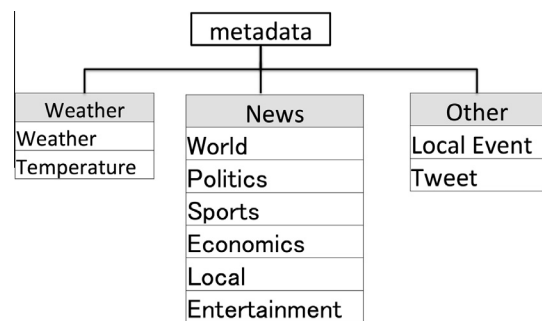 metadata
Weather
Weather
Temperature
News
World
Politics
Sports
Economics
Local
Entertainment
Other
Local Event
Tweet